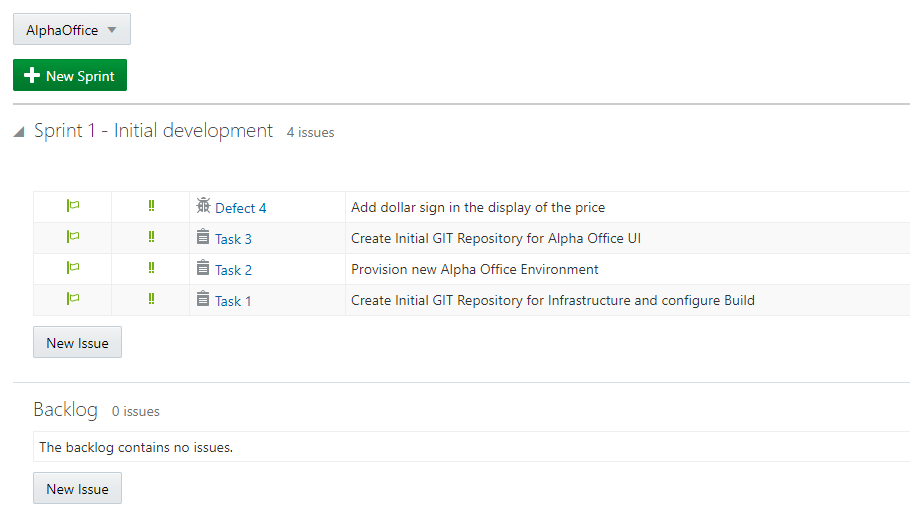 AlphaOffice
New Sprint
Sprint 1 - Initial development 4 issues
!! Defect 4 Add dollar sign in the display of the price
!! Task 3 Create Initial GIT Repository for Alpha Office UI
!! Task 2 Provision new Alpha Office Environment
!! Task 1 Create Initial GIT Repository for Infrastructure and configure Build
New Issue
Backlog 0 issues
The backlog contains no issues.
New Issue